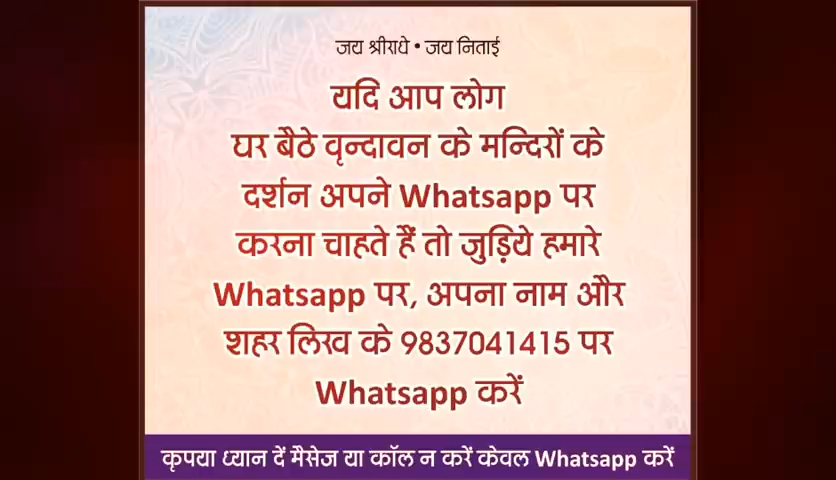 जय श्रीराधे • जय निताई
यदि आप लोग
घर बैठे वृन्दावन के मन्दिरों के
दर्शन अपने Whatsapp पर
करना चाहते हैं तो जुड़िये हमारे
Whatsapp पर, अपना नाम और
शहर लिख के 9837041415 पर
Whatsapp करें
कृपया ध्यान दें मैसेज या कॉल न करें केवल Whatsapp करें